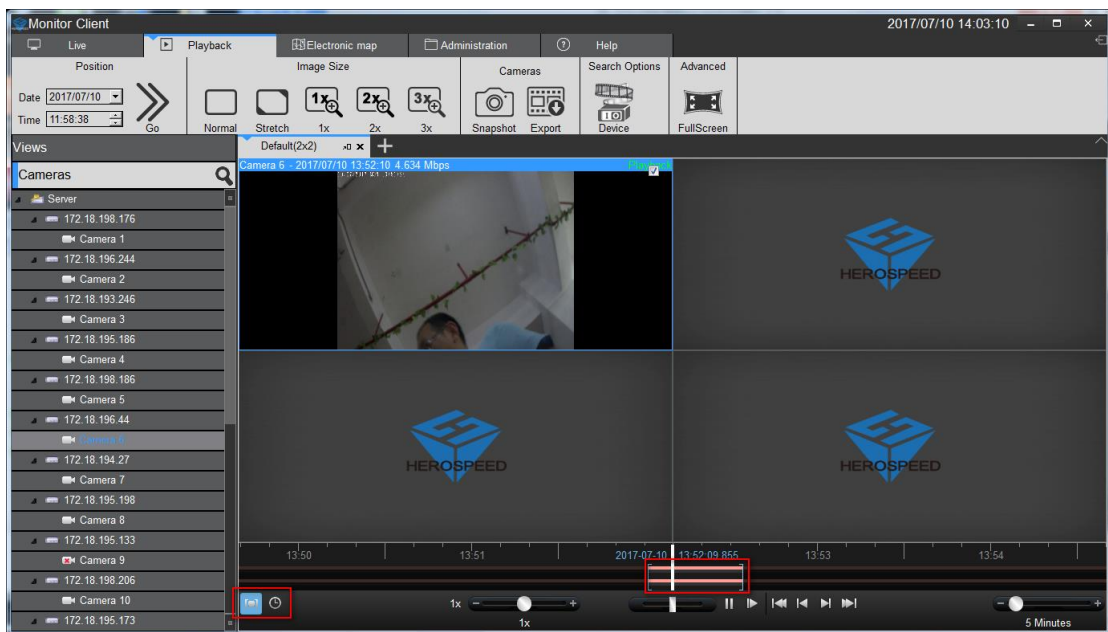 Monitor Client 2017/07/10 14:03:10
Live Playback Electronic map Administration Help
Position Image Size Cameras Search Options Advanced
Date 2017/07/10
Time 11:58:38
Go Normal Stretch 1x 2x 3x Snapshot Export Device FullScreen
1x 2x 3x
Views Default(2x2)
Cameras
Camera 6 - 2017/07/10 13:52:10 4.634 Mbps Playback
Server
172.18.198.176
Camera 1
172.18.196.244
Camera 2
172.18.193.246
Camera 3
172.18.195.186
Camera 4
172.18.198.186
Camera 5
172.18.196.44
Camera 6
172.18.194.27
Camera 7
172.18.195.198
Camera 8
172.18.195.133
Camera 9
172.18.198.206
Camera 10
172.18.195.173
HEROSPEED
HEROSPEED
HEROSPEED
13:50 13:51 2017-07-10 13:52:09.855 13:53 13:54
1x
1x
5 Minutes